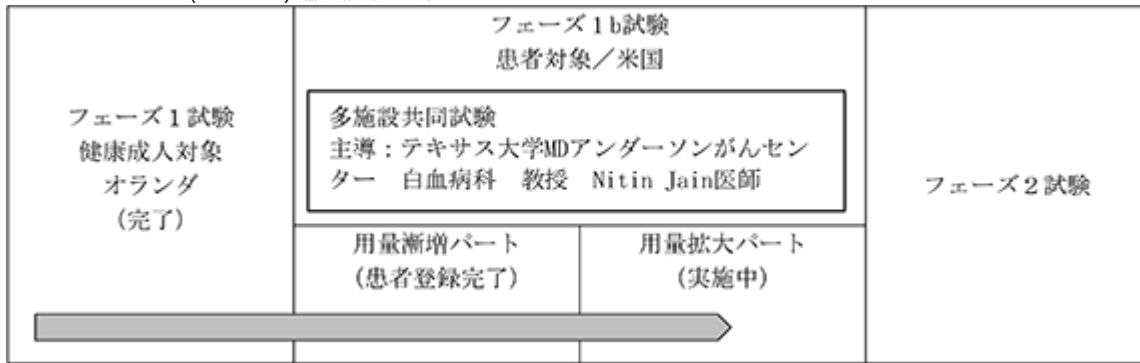 フェーズ1試験
健康成人対象
オランダ
(完了)
フェーズ1b試験
患者対象／米国
多施設共同試験
主導：テキサス大学MDアンダーソンがんセン
ター　白血病科　教授　Nitin Jain医師
用量漸増パート
(患者登録完了)
用量拡大パート
(実施中)
フェーズ2試験